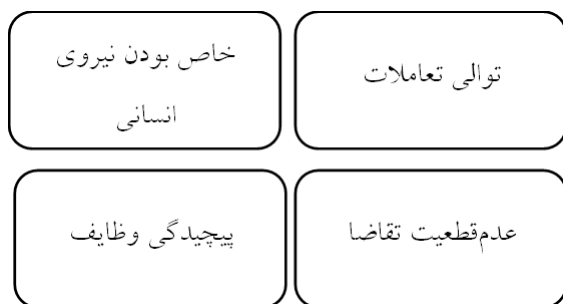 توالی تعاملات
خاص بودن نیروی
انسانی
عدم‌قطعیت تقاضا
پیچیدگی وظایف